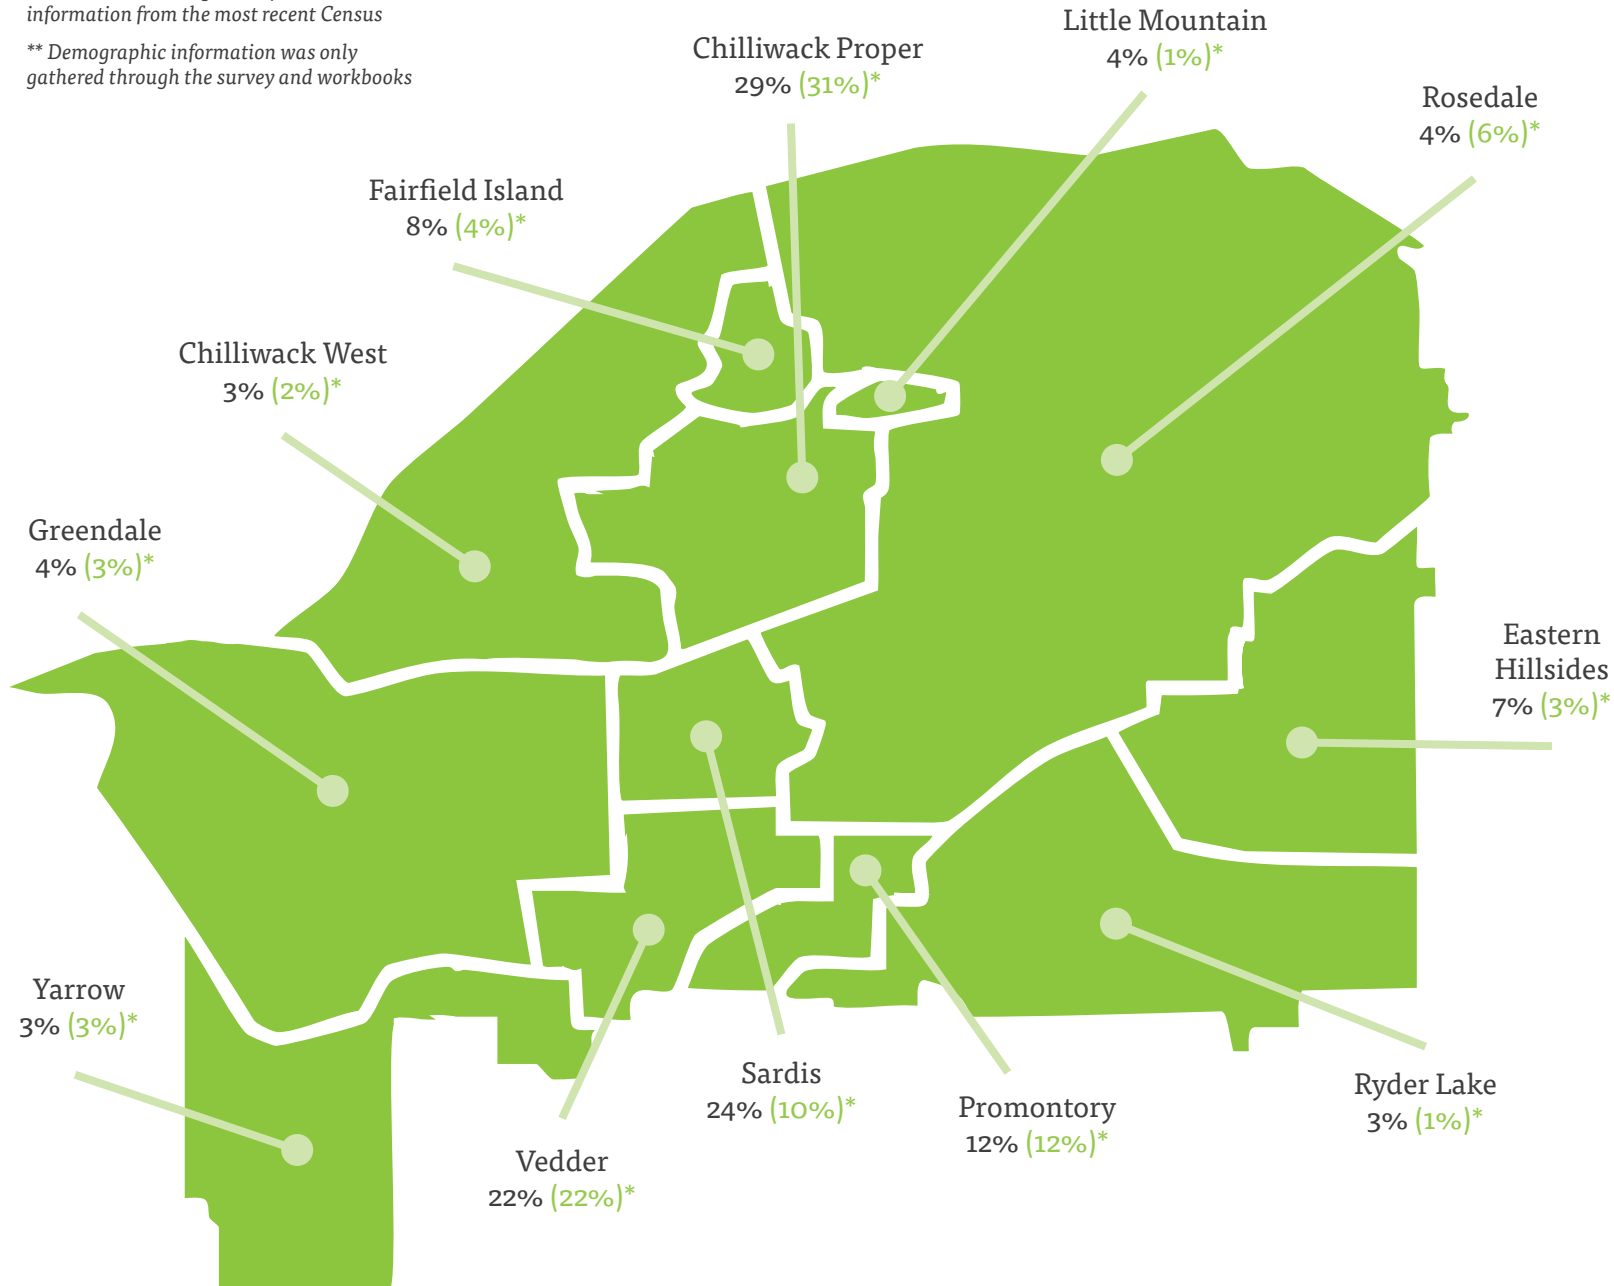 information from the most recent Census
** Demographic information was only
gathered through the survey and workbooks
Little Mountain
4% (1%)*
Chilliwack Proper
29% (31%)*
Rosedale
4% (6%)*
Fairfield Island
8% (4%)*
Chilliwack West
3% (2%)*
Greendale
4% (3%)*
Eastern
Hillsides
7% (3%)*
Yarrow
3% (3%)*
Sardis
24% (10%)*
Promontory
12% (12%)*
Ryder Lake
3% (1%)*
Vedder
22% (22%)*